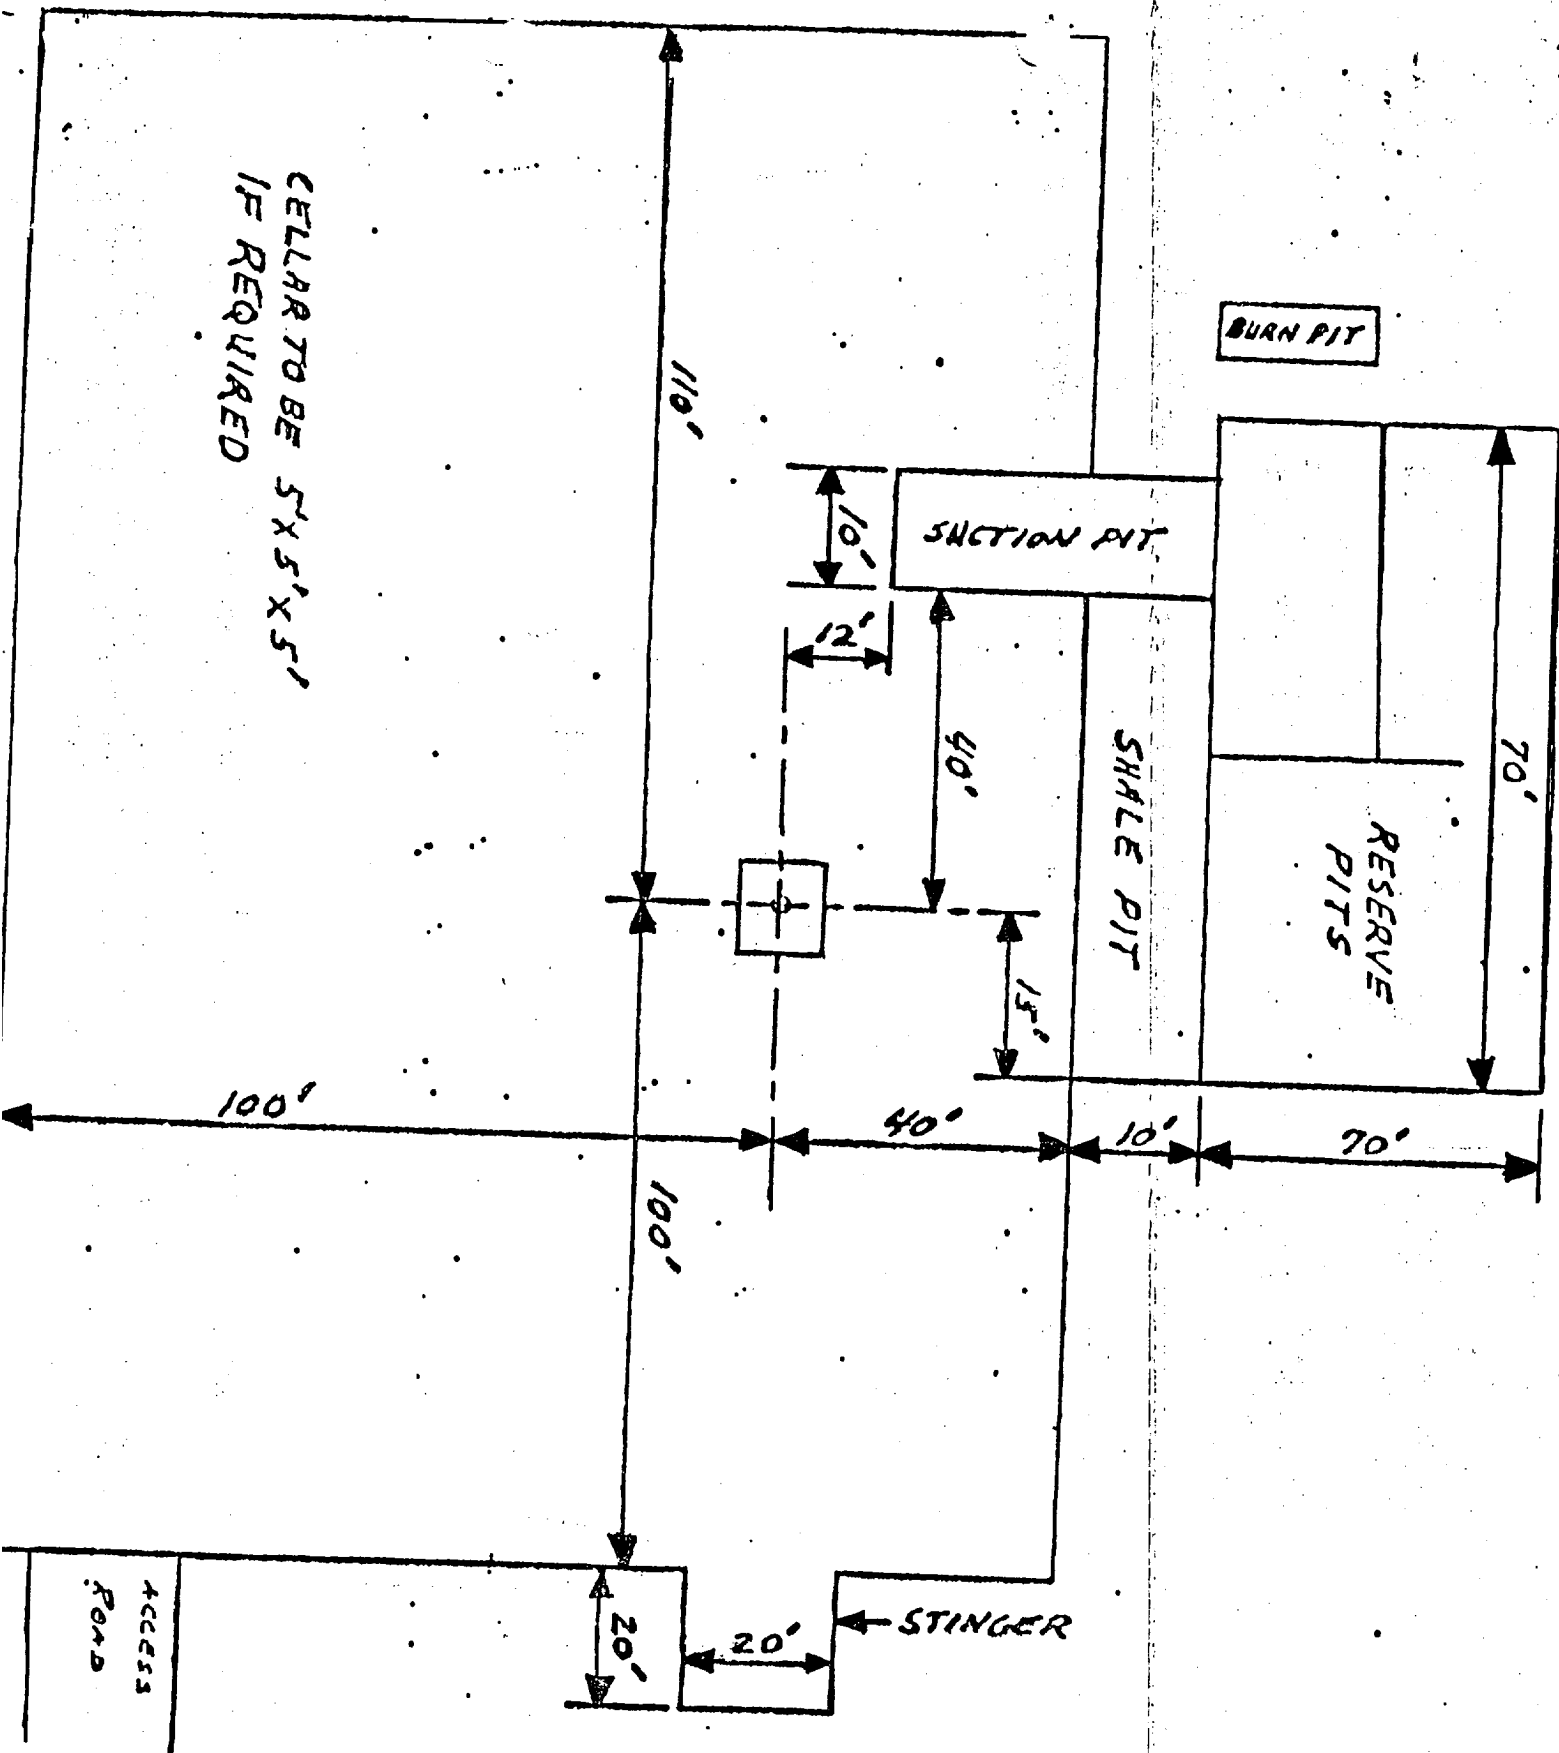 BURN PIT
CELLAR TO BE 5'X5'X5'
IF REQUIRED
110'
10'
SUCTION PIT
12'
40'
SHALE PIT
70'
RESERVE
PITS
15'
100'
40'
10'
70'
100'
20'
20'
STINGER
ACCESS
ROAD